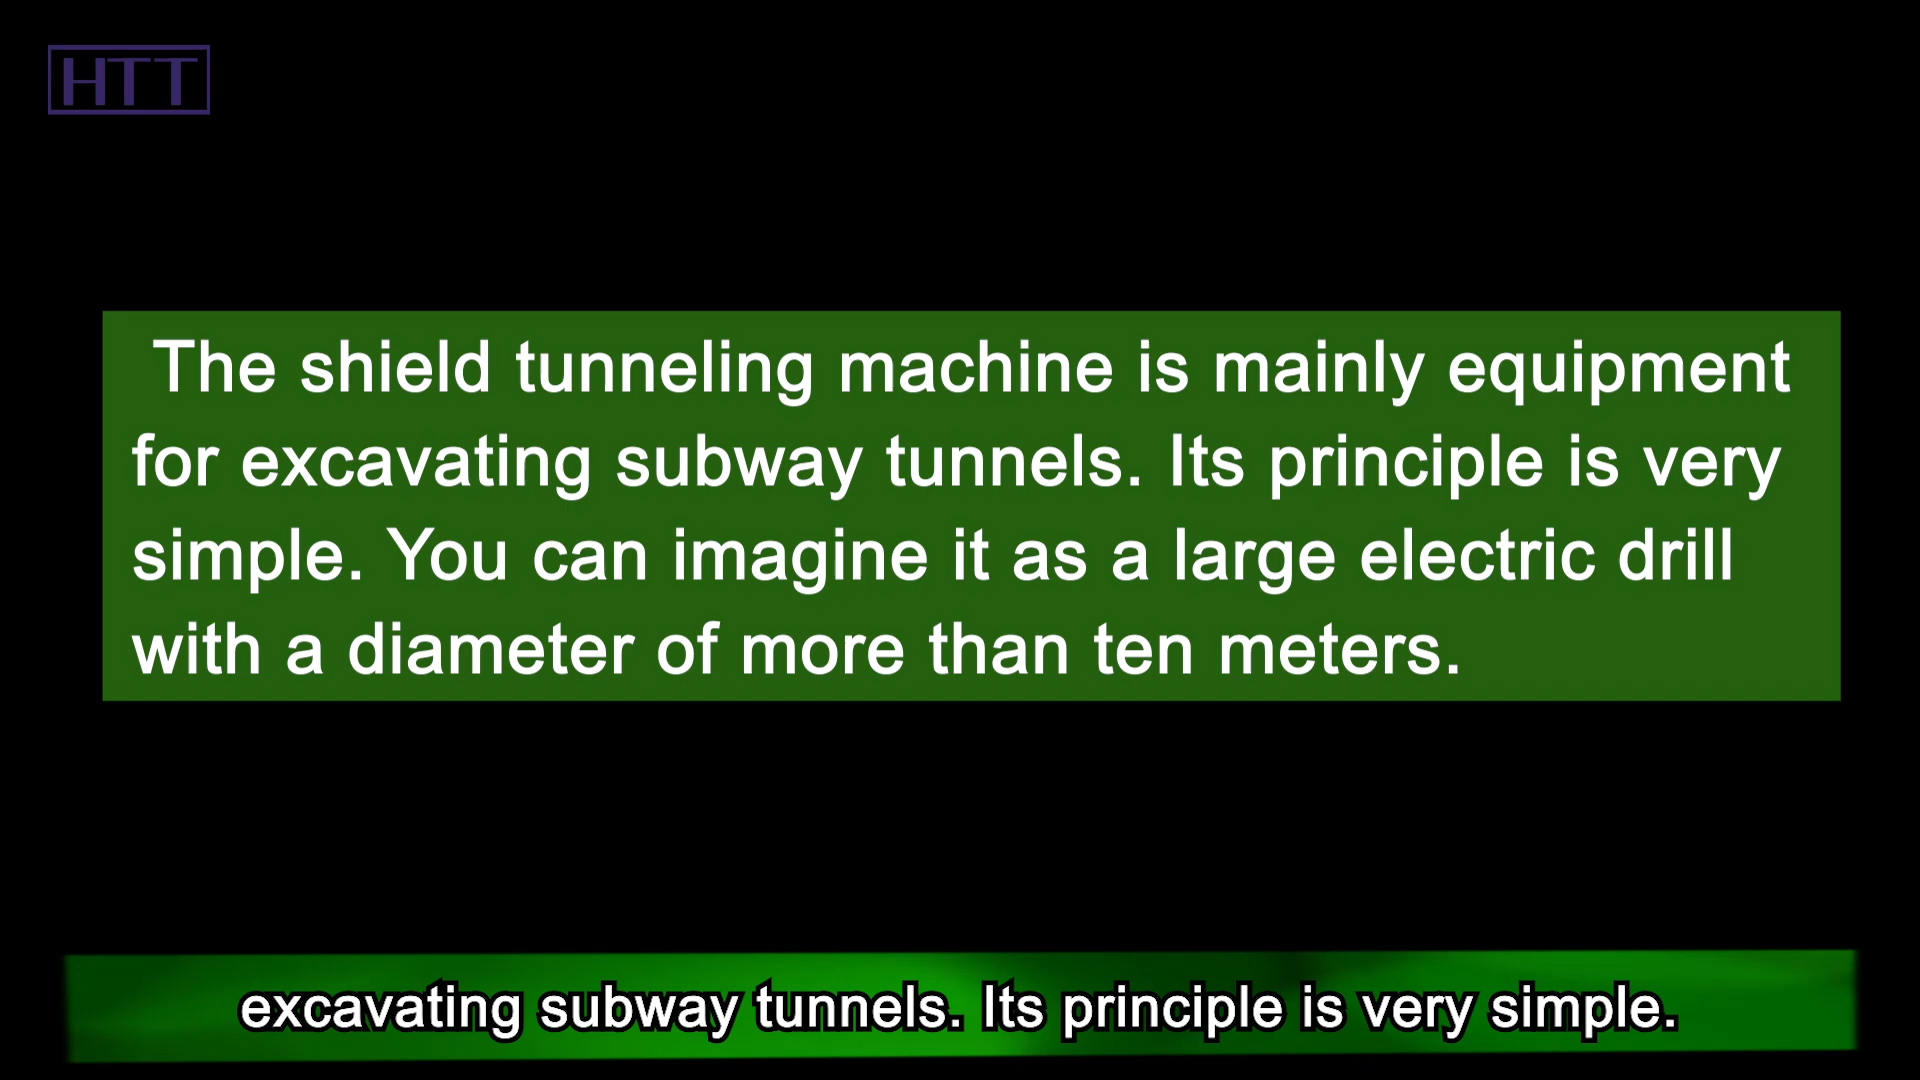 HTT
The shield tunneling machine is mainly equipment
for excavating subway tunnels. Its principle is very
simple. You can imagine it as a large electric drill
with a diameter of more than ten meters.
excavating subway tunnels. Its principle is very simple.